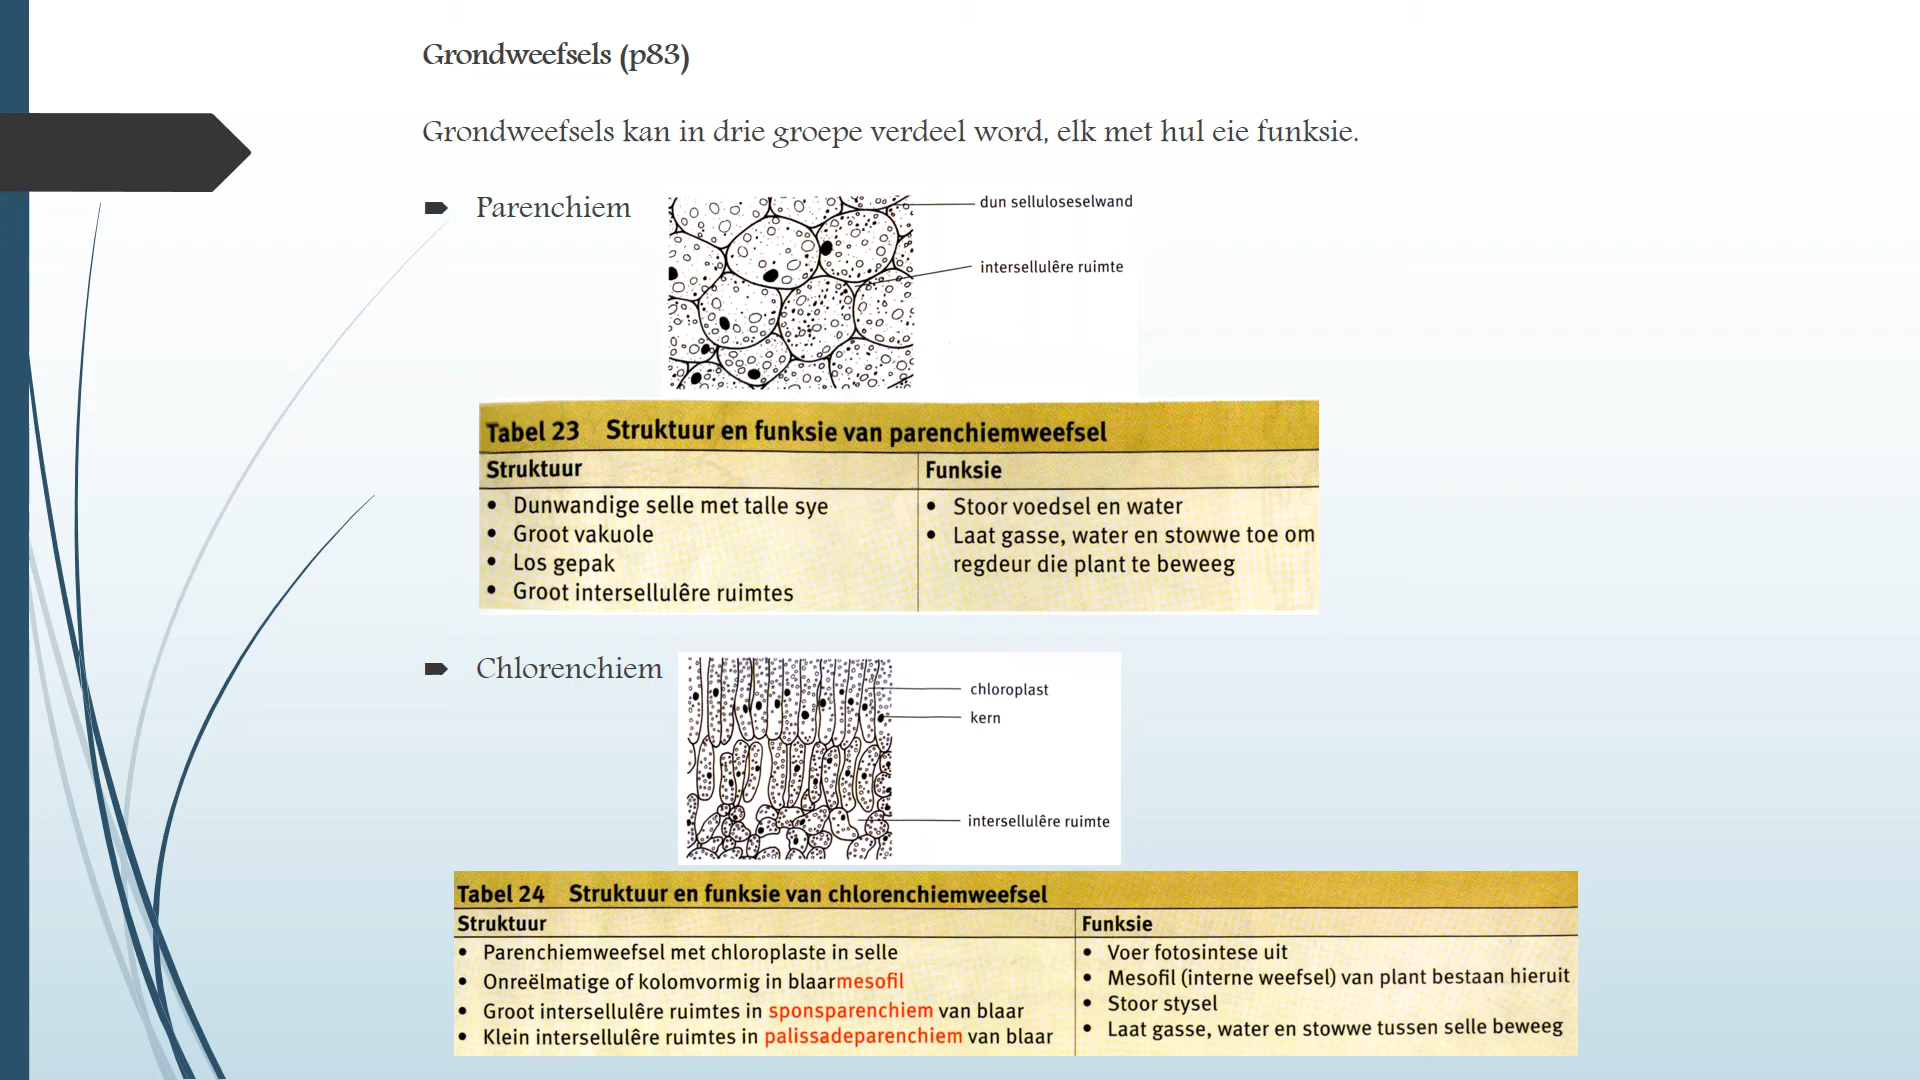 Grondweefsels (p83)
Grondweefsels kan in drie groepe verdeel word, elk met hul eie funksie.
Parenchiem
dun selluloseselwand
intersellulêre ruimte
Tabel 23 Struktuur en funksie van parenchiemweefsel
Struktuur
Funksie
• Dunwandige selle met talle sye
• Groot vakuole
• Los gepak
• Groot intersellulêre ruimtes
• Stoor voedsel en water
• Laat gasse, water en stowwe toe om
regdeur die plant te beweeg
Chlorenchiem
chloroplast
kern
intersellulêre ruimte
Tabel 24 Struktuur en funksie van chlorenchiemweefsel
Struktuur
Funksie
• Parenchiemweefsel met chloroplaste in selle
• Onreëlmatige of kolomvormig in blaarmesofil
• Groot intersellulêre ruimtes in sponsparenchiem van blaar
• Klein intersellulêre ruimtes in palissadeparenchiem van blaar
• Voer fotosintese uit
• Mesofil (interne weefsel) van plant bestaan hieruit
• Stoor stysel
• Laat gasse, water en stowwe tussen selle beweeg